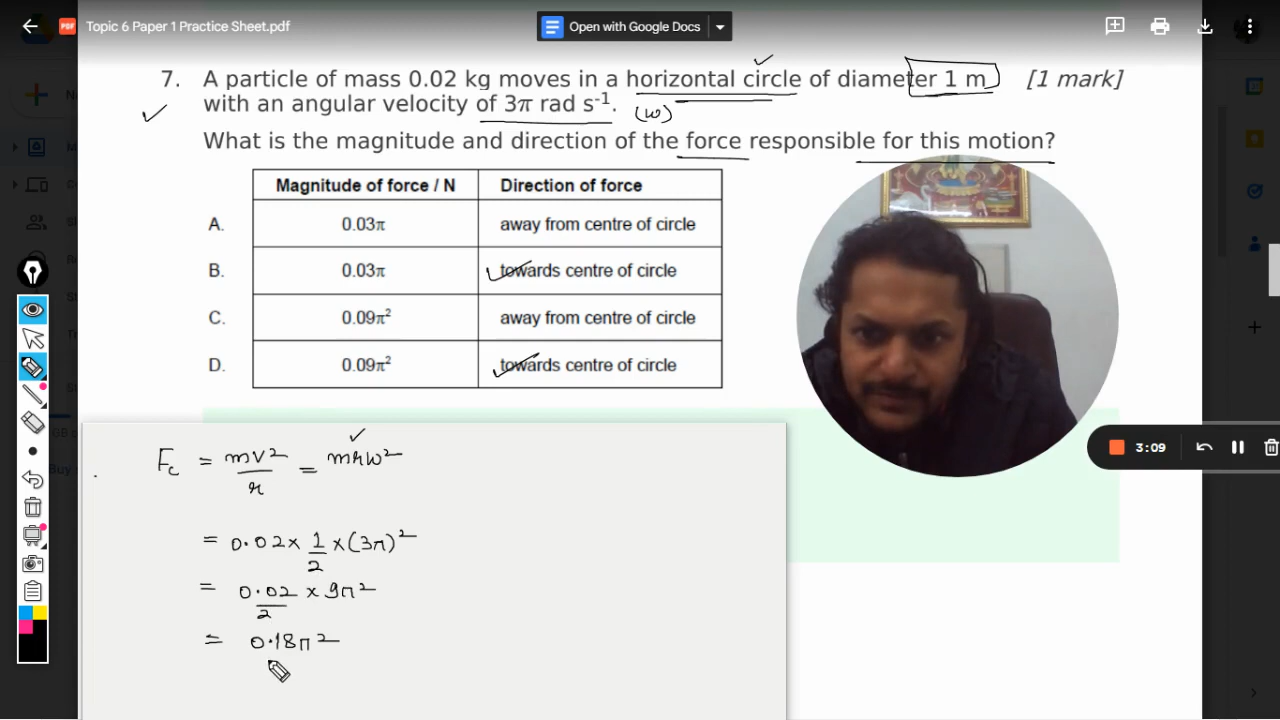 PDF Topic 6 Paper 1 Practice Sheet.pdf
Open with Google Docs
7. A particle of mass 0.02 kg moves in a horizontal circle of diameter 1 m [1 mark]
with an angular velocity of 3π rad s⁻¹. (ω)
What is the magnitude and direction of the force responsible for this motion?
Magnitude of force / N Direction of force
A. 0.03π away from centre of circle
B. 0.03π towards centre of circle
C. 0.09π² away from centre of circle
D. 0.09π² towards centre of circle
Fc = mv²/r = mrω²
= 0.02 × 1/2 × (3π)²
= 0.02/2 × 9π²
= 0.18π²
3:09